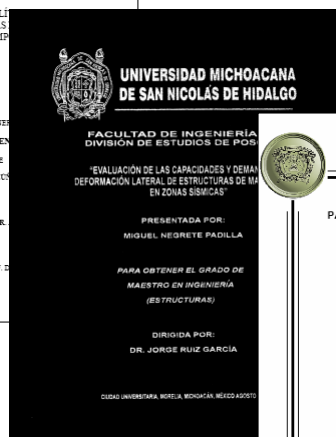 UNIVERSIDAD MICHOACANA
DE SAN NICOLÁS DE HIDALGO
FACULTAD DE INGENIERÍA
DIVISIÓN DE ESTUDIOS DE POS
"EVALUACIÓN DE LAS CAPACIDADES Y DEMAN
DEFORMACIÓN LATERAL DE ESTRUCTURAS DE MA
EN ZONAS SÍSMICAS"
PRESENTADA POR:
MIGUEL NEGRETE PADILLA
PARA OBTENER EL GRADO DE
MAESTRO EN INGENIERÍA
(ESTRUCTURAS)
DIRIGIDA POR:
DR. JORGE RUIZ GARCÍA
CIUDAD UNIVERSITARIA, MORELIA, MICHOACÁN, MÉXICO AGOSTO